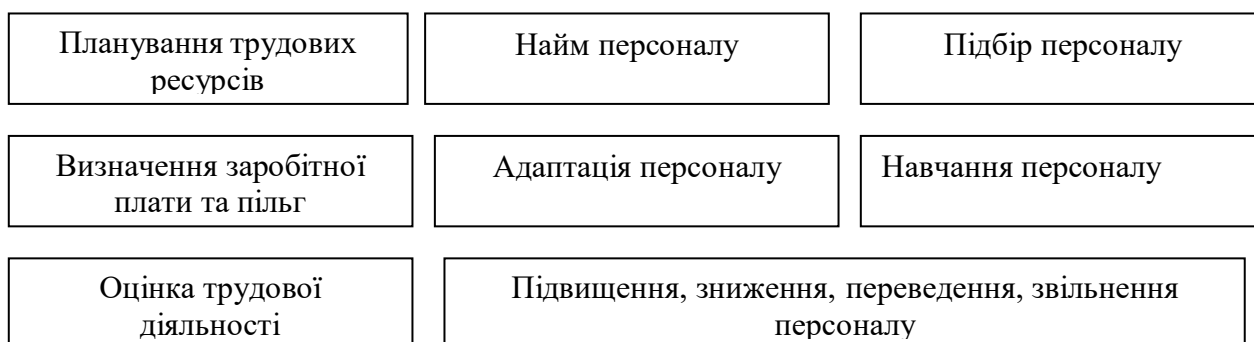 Планування трудових
ресурсів
Найм персоналу
Підбір персоналу
Визначення заробітної
плати та пільг
Адаптація персоналу
Навчання персоналу
Оцінка трудової
діяльності
Підвищення, зниження, переведення, звільнення
персоналу